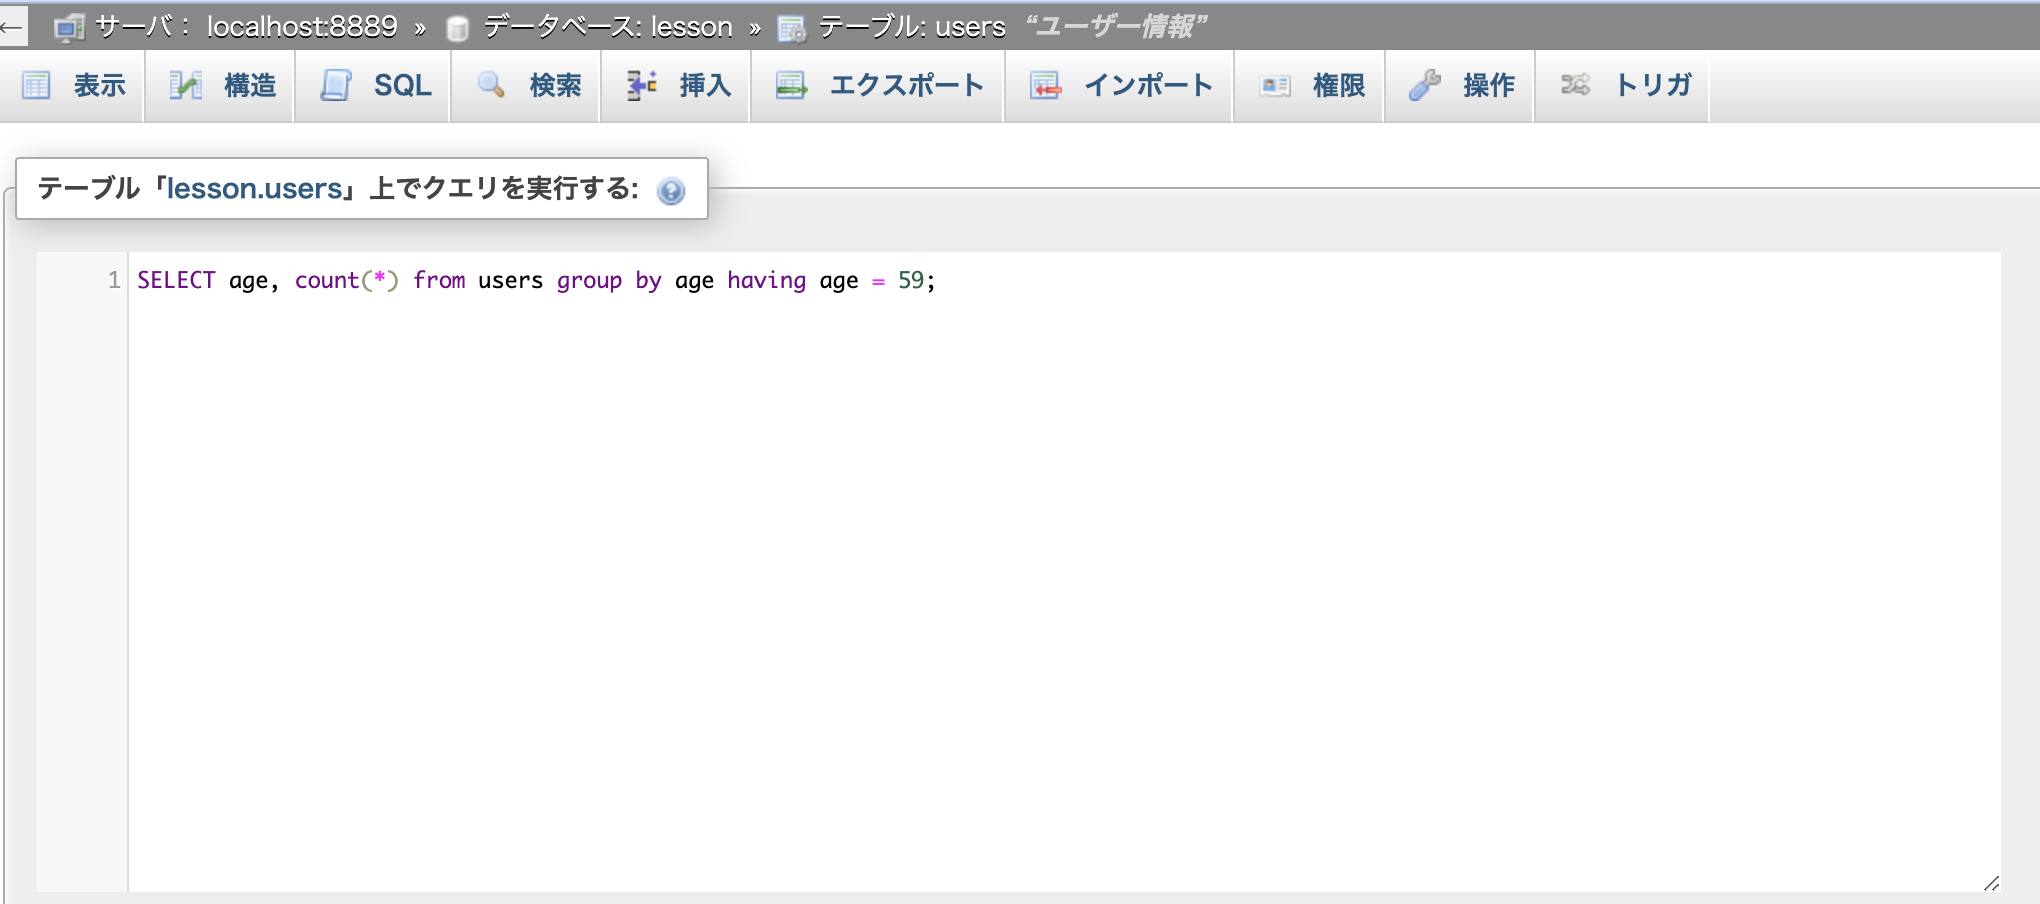 ← サーバ： localhost:8889 » データベース: lesson » テーブル: users “ユーザー情報”
表示 構造 SQL 検索 挿入 エクスポート インポート 権限 操作 トリガ
テーブル「lesson.users」上でクエリを実行する:
1 SELECT age, count(*) from users group by age having age = 59;